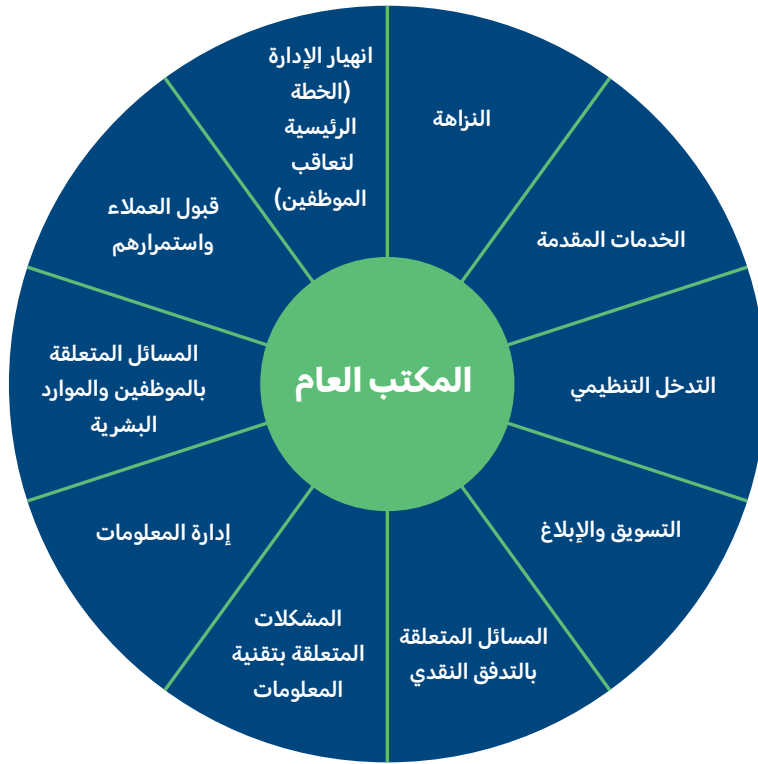 انهيار الإدارة
(الخطة
الرئيسية
لتعاقب
الموظفين)
النزاهة
الخدمات المقدمة
التدخل التنظيمي
التسويق والإبلاغ
المسائل المتعلقة
بالتدفق النقدي
المشكلات
المتعلقة بتقنية
المعلومات
إدارة المعلومات
المسائل المتعلقة
بالموظفين والموارد
البشرية
قبول العملاء
واستمرارهم
المكتب العام